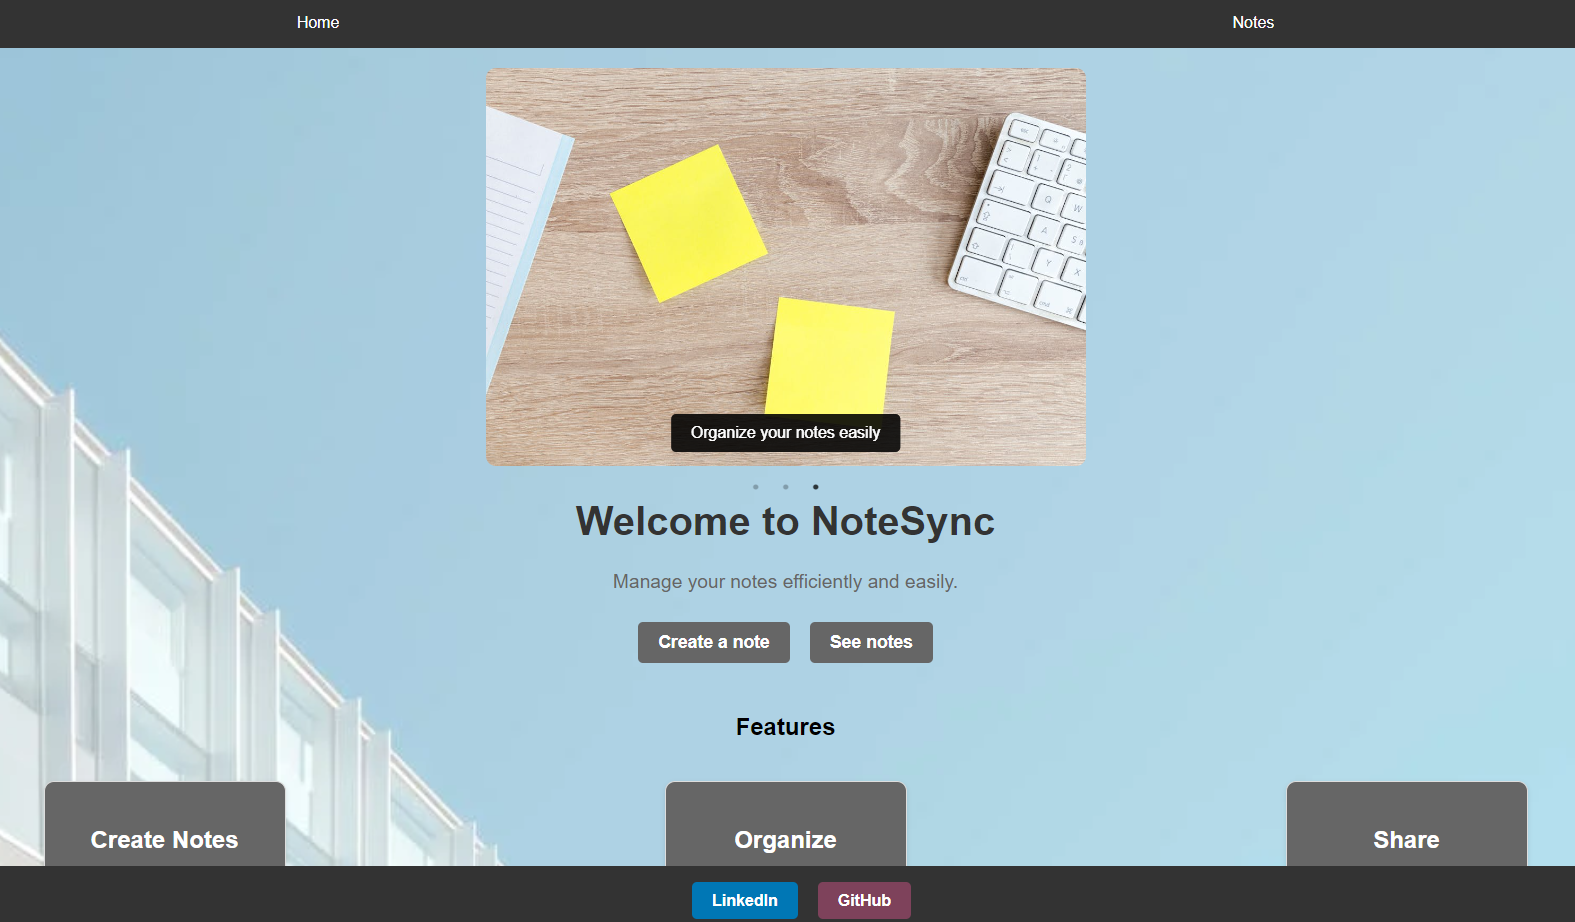 Home
Notes
Organize your notes easily
Welcome to NoteSync
Manage your notes efficiently and easily.
Create a note
See notes
Features
Create Notes
Organize
Share
LinkedIn
GitHub